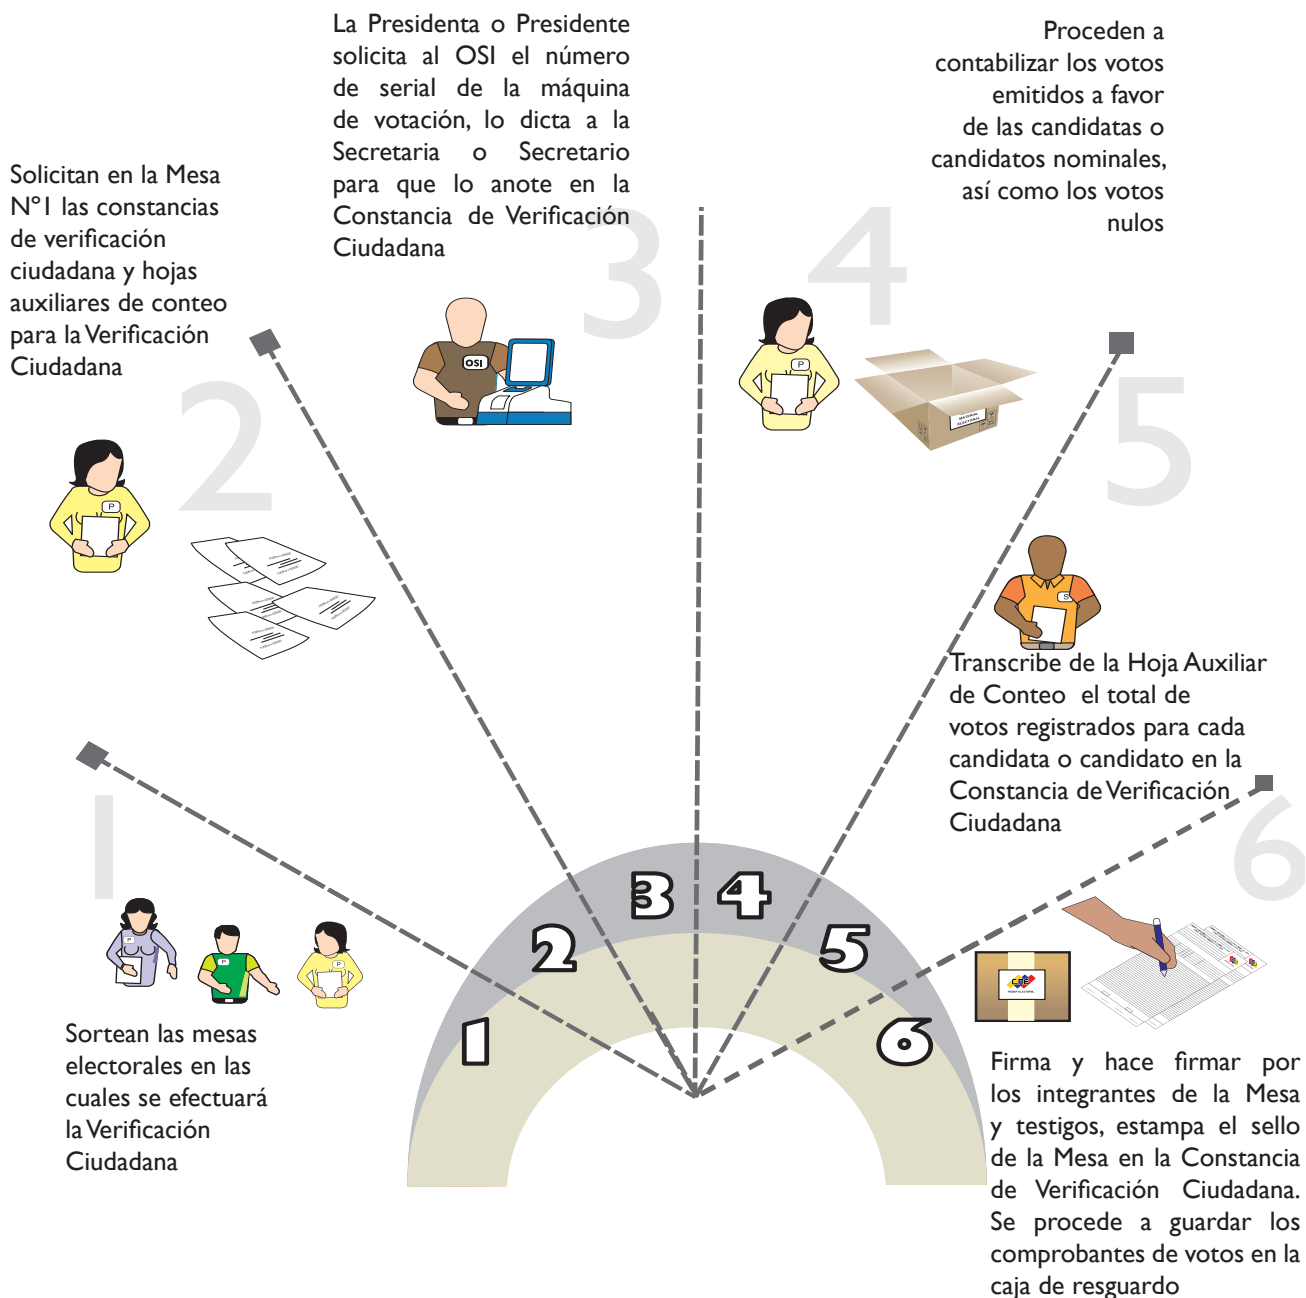 La Presidenta o Presidente
solicita al OSI el número
de serial de la máquina
de votación, lo dicta a la
Secretaria o Secretario
para que lo anote en la
Constancia de Verificación
Ciudadana
3
OSI
Proceden a
contabilizar los votos
emitidos a favor
de las candidatas o
candidatos nominales,
así como los votos
nulos
4
P
MATERIAL
ELECTORAL
Solicitan en la Mesa
Nº1 las constancias
de verificación
ciudadana y hojas
auxiliares de conteo
para la Verificación
Ciudadana
2
P
5
S
Transcribe de la Hoja Auxiliar
de Conteo el total de
votos registrados para cada
candidata o candidato en la
Constancia de Verificación
Ciudadana
1
P
P
P
Sortean las mesas
electorales en las
cuales se efectuará
la Verificación
Ciudadana
1
2
3
4
5
6
6
CNE
Firma y hace firmar por
los integrantes de la Mesa
y testigos, estampa el sello
de la Mesa en la Constancia
de Verificación Ciudadana.
Se procede a guardar los
comprobantes de votos en la
caja de resguardo